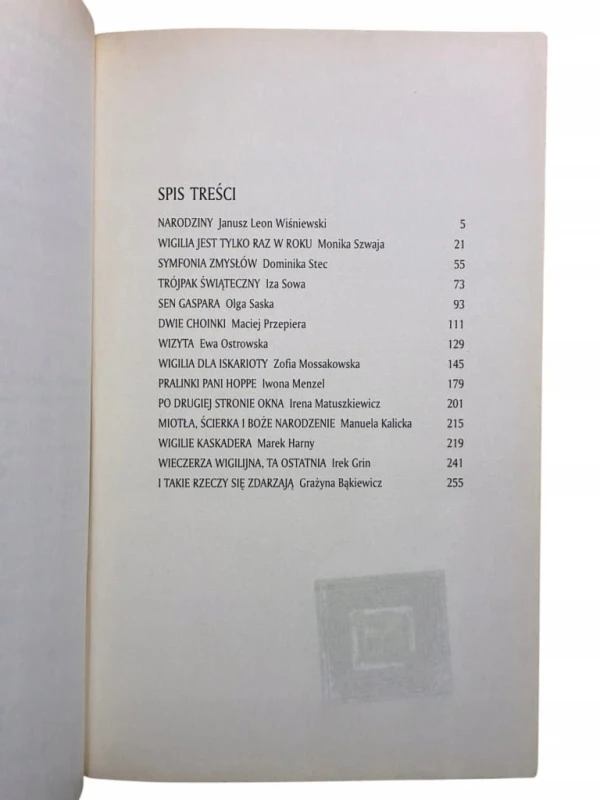 SPIS TREŚCI
NARODZINY Janusz Leon Wiśniewski 5
WIGILIA JEST TYLKO RAZ W ROKU Monika Szwaja 21
SYMFONIA ZMYSŁÓW Dominika Stec 55
TRÓJPAK ŚWIĄTECZNY Iza Sowa 73
SEN GASPARA Olga Saska 93
DWIE CHOINKI Maciej Przepiera 111
WIZYTA Ewa Ostrowska 129
WIGILIA DLA ISKARIOTY Zofia Mossakowska 145
PRALINKI PANI HOPPE Iwona Menzel 179
PO DRUGIEJ STRONIE OKNA Irena Matuszkiewicz 201
MIOTŁA, ŚCIERKA I BOŻE NARODZENIE Manuela Kalicka 215
WIGILIE KASKADERA Marek Harny 219
WIECZERZA WIGILIJNA, TA OSTATNIA Irek Grin 241
I TAKIE RZECZY SIĘ ZDARZAJĄ Grażyna Bąkiewicz 255